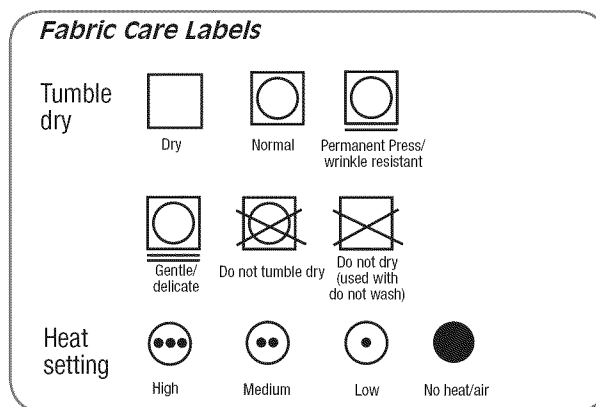 Fabric Care Labels
Tumble
dry
Dry
Normal
Permanent Press/
wrinkle resistant
Gentle/
delicate
Do not tumble dry
Do not dry
(used with
do not wash)
Heat
setting
High
Medium
Low
No heat/air